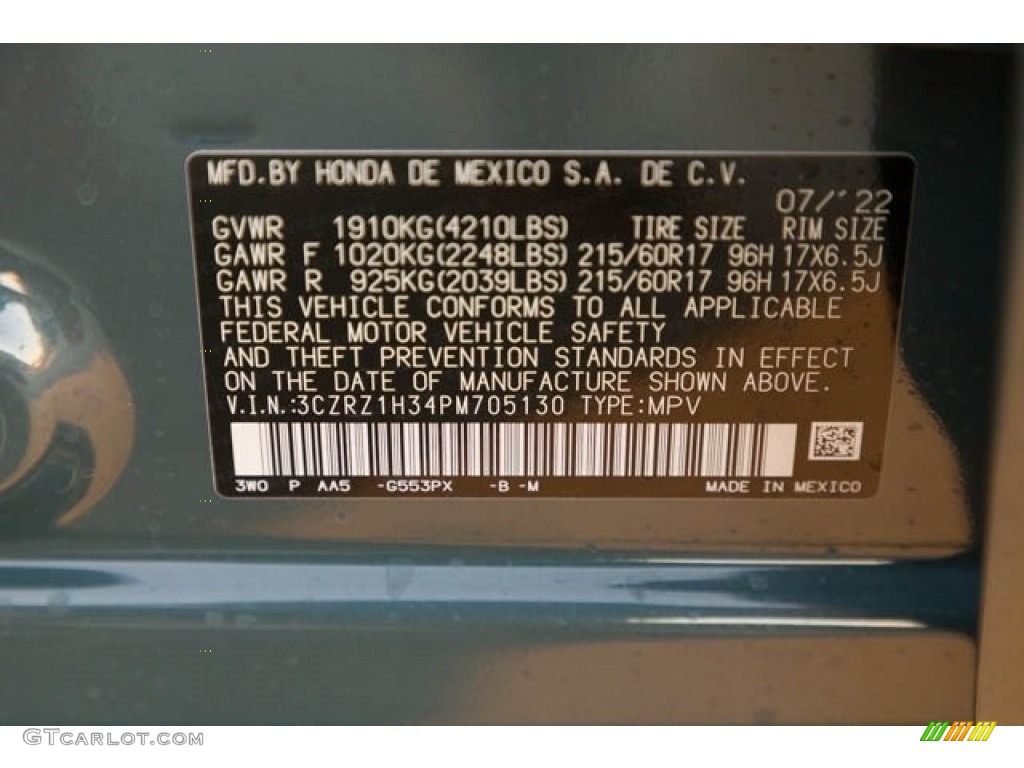 MFD.BY HONDA DE MEXICO S.A. DE C.V.
07/'22
GVWR 1910KG(4210LBS) TIRE SIZE RIM SIZE
GAWR F 1020KG(2248LBS) 215/60R17 96H 17X6.5J
GAWR R 925KG(2039LBS) 215/60R17 96H 17X6.5J
THIS VEHICLE CONFORMS TO ALL APPLICABLE
FEDERAL MOTOR VEHICLE SAFETY
AND THEFT PREVENTION STANDARDS IN EFFECT
ON THE DATE OF MANUFACTURE SHOWN ABOVE.
V.I.N.:3CZRZ1H34PM705130 TYPE:MPV
3W0 P AA5 -G553PX -B -M MADE IN MEXICO
GTCarLot.com